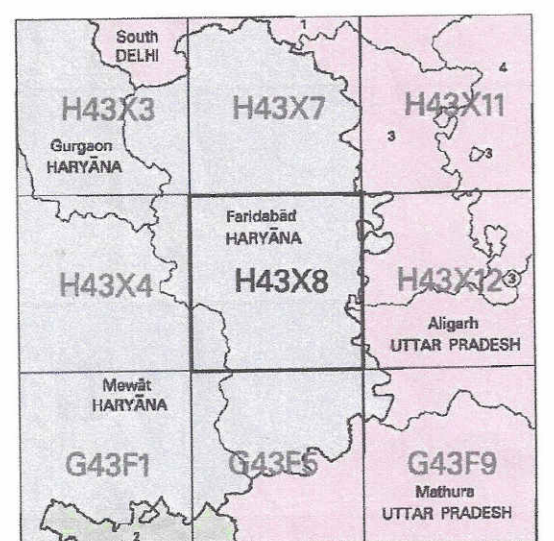 South
DELHI
1
4
H43X3
H43X7
H43X11
3
Gurgaon
HARYĀNA
3
Faridabād
HARYĀNA
H43X4
H43X8
H43X12
3
Aligarh
UTTAR PRADESH
Mewāt
HARYĀNA
G43F1
G43F5
G43F9
Mathura
UTTAR PRADESH
2